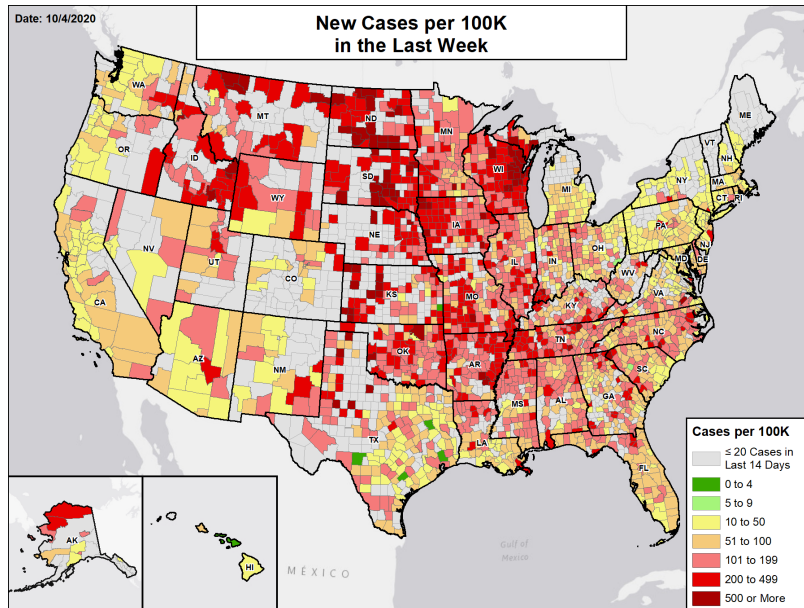 Date: 10/4/2020
New Cases per 100K
in the Last Week
WA
MT
ND
MN
ME
OR
ID
SD
WI
VT
NH
WY
MI
NY
MA
CT
RI
NE
IA
PA
NV
UT
CO
IL
IN
OH
NJ
MD
DE
WV
CA
KS
MO
KY
VA
AZ
NM
OK
AR
TN
NC
SC
TX
LA
MS
AL
GA
FL
AK
HI
MÉXICO
Gulf of
Mexico
Cases per 100K
≤ 20 Cases in
Last 14 Days
0 to 4
5 to 9
10 to 50
51 to 100
101 to 199
200 to 499
500 or More